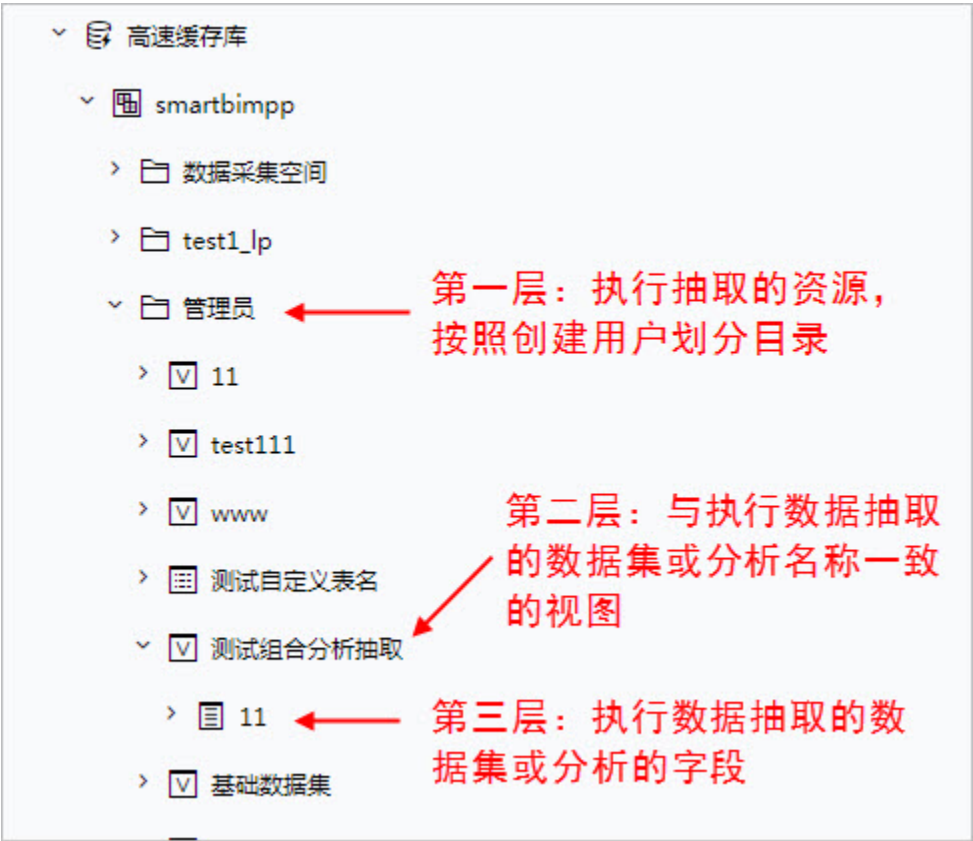 高速缓存库
smartbimpp
数据采集空间
test1_lp
管理员
第一层：执行抽取的资源，
按照创建用户划分目录
11
test111
www
第二层：与执行数据抽取
的数据集或分析名称一致
的视图
测试自定义表名
测试组合分析抽取
11
第三层：执行数据抽取的数
据集或分析的字段
基础数据集